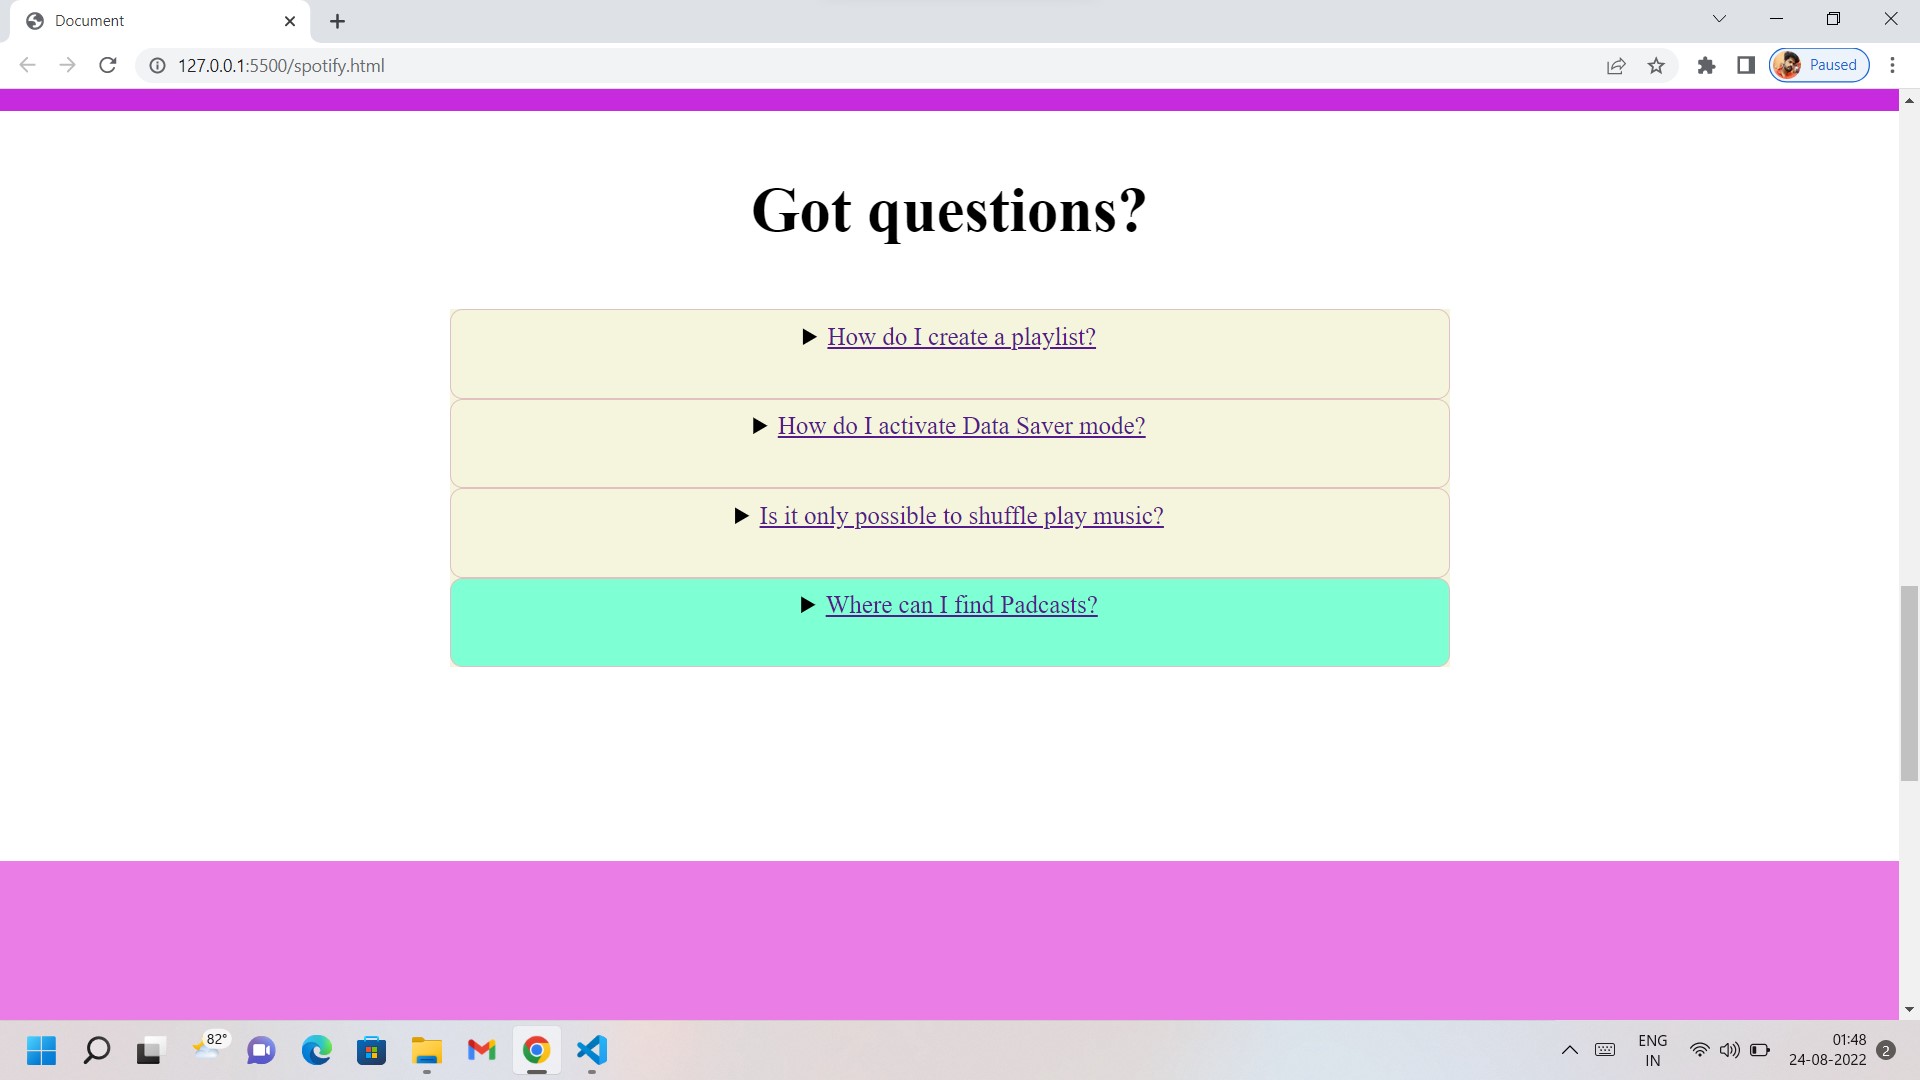 Document
127.0.0.1:5500/spotify.html
Paused
Got questions?
How do I create a playlist?
How do I activate Data Saver mode?
Is it only possible to shuffle play music?
Where can I find Padcasts?
82°
ENG
IN
01:48
24-08-2022
2